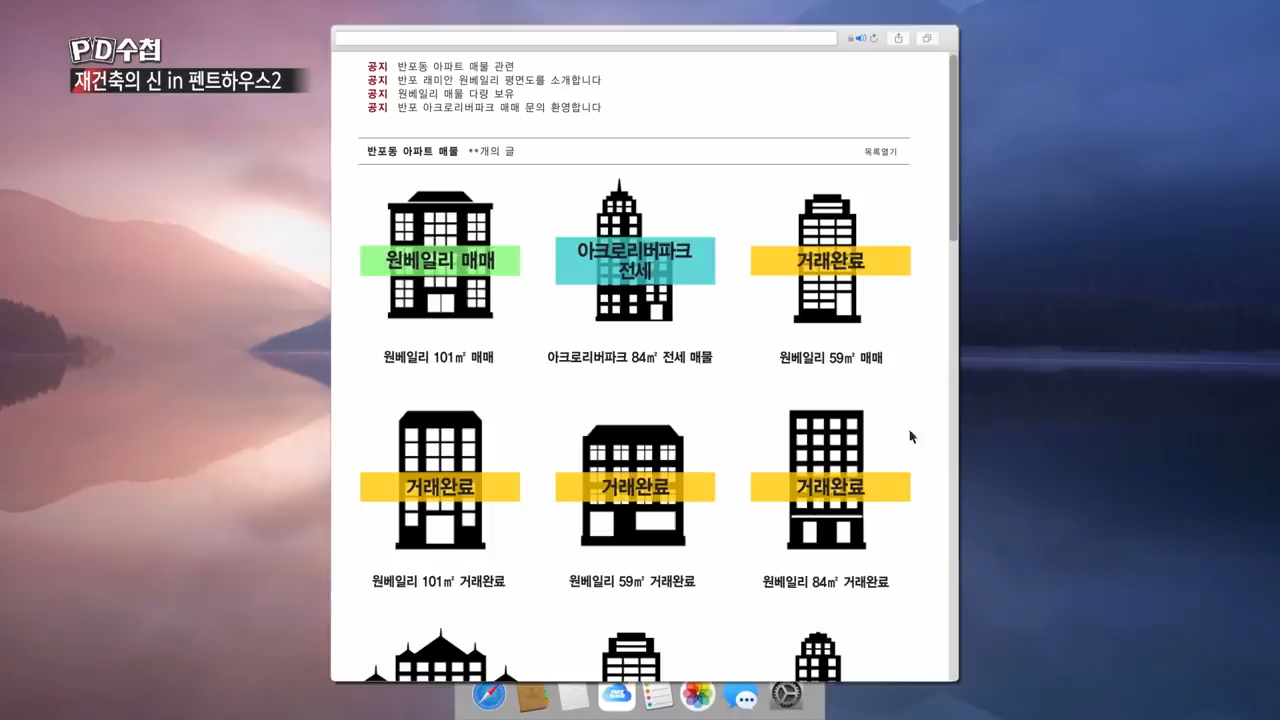 PD수첩
재건축의 신 in 펜트하우스2
공지 반포동 아파트 매물 관련
공지 반포 래미안 원베일리 평면도를 소개합니다
공지 원베일리 매물 다량 보유
공지 반포 아크로리버파크 매매 문의 환영합니다
반포동 아파트 매물 **개의 글 목록열기
원베일리 매매
아크로리버파크
전세
거래완료
원베일리 101㎡ 매매
아크로리버파크 84㎡ 전세 매물
원베일리 59㎡ 매매
거래완료
거래완료
거래완료
원베일리 101㎡ 거래완료
원베일리 59㎡ 거래완료
원베일리 84㎡ 거래완료